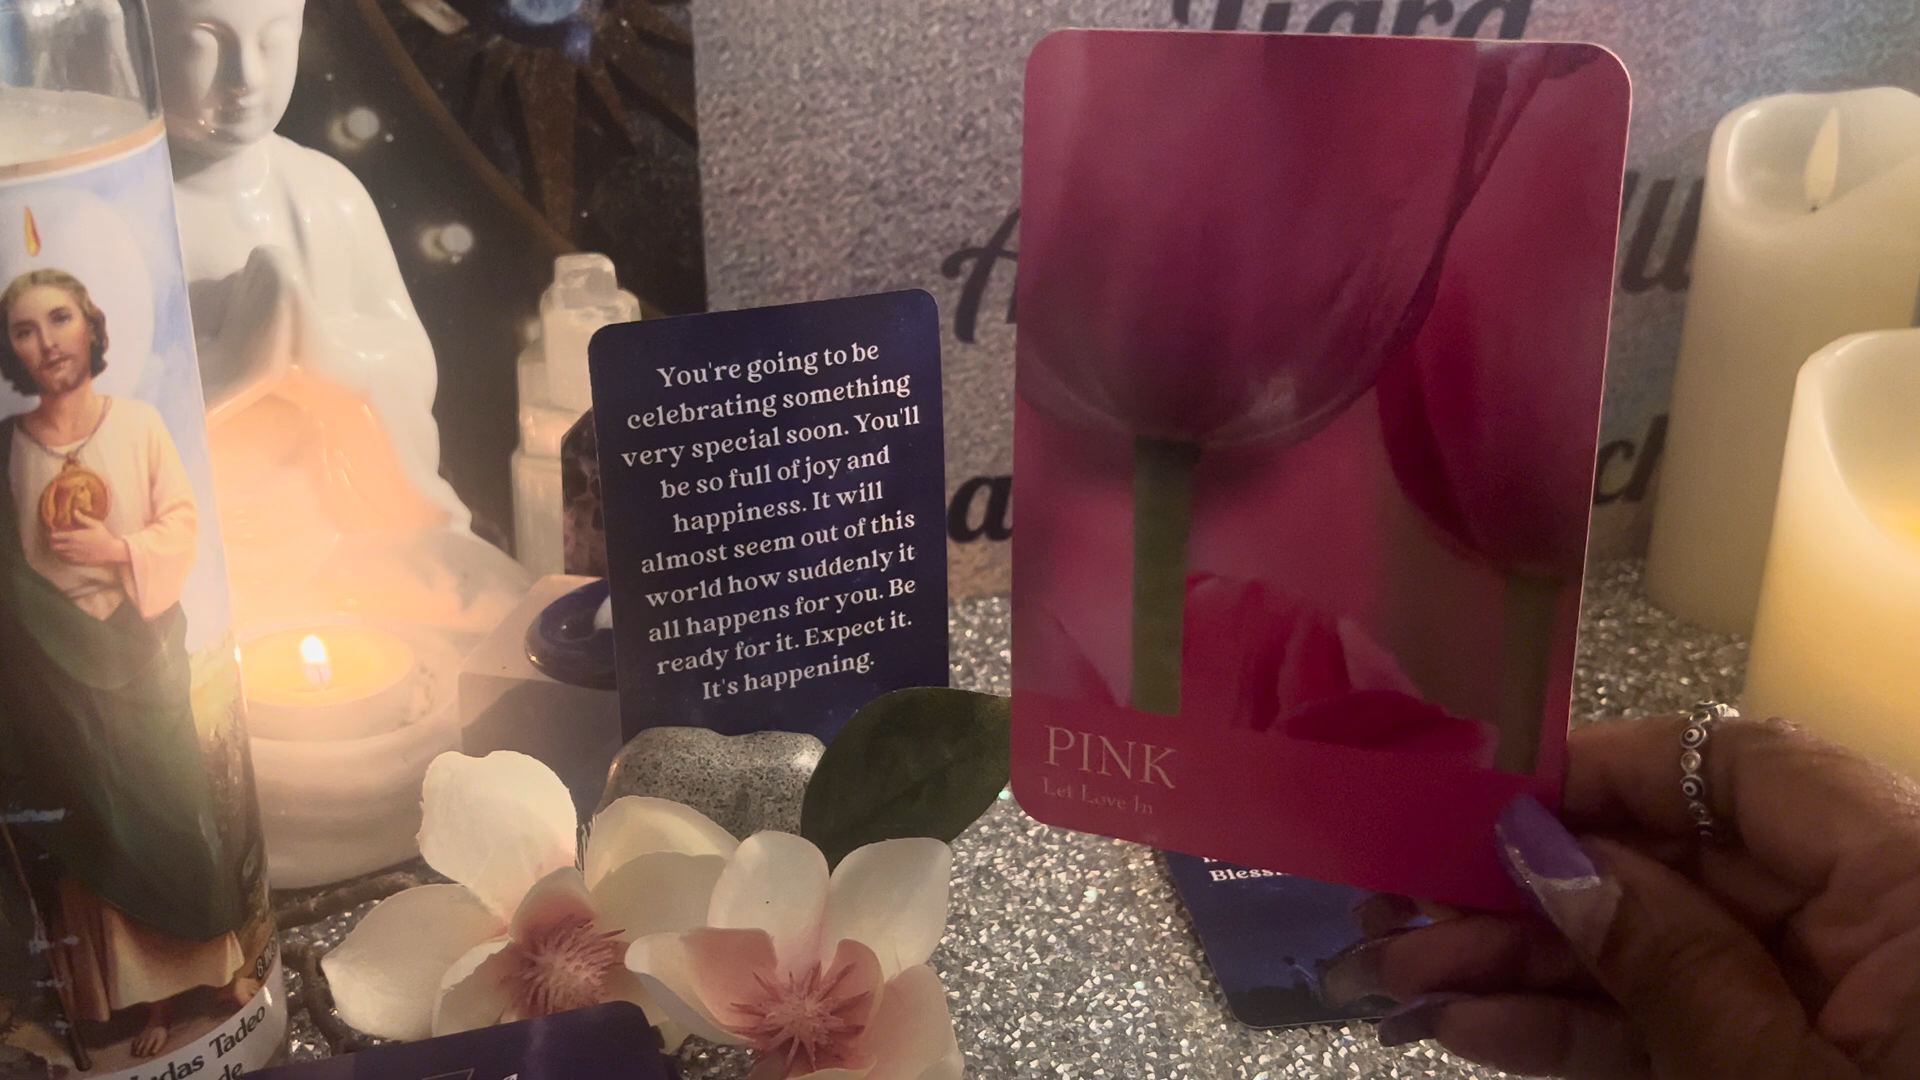 You're going to be
celebrating something
very special soon. You'll
be so full of joy and
happiness. It will
almost seem out of this
world how suddenly it
all happens for you. Be
ready for it. Expect it.
It's happening.
PINK
Let Love In
Tadeo